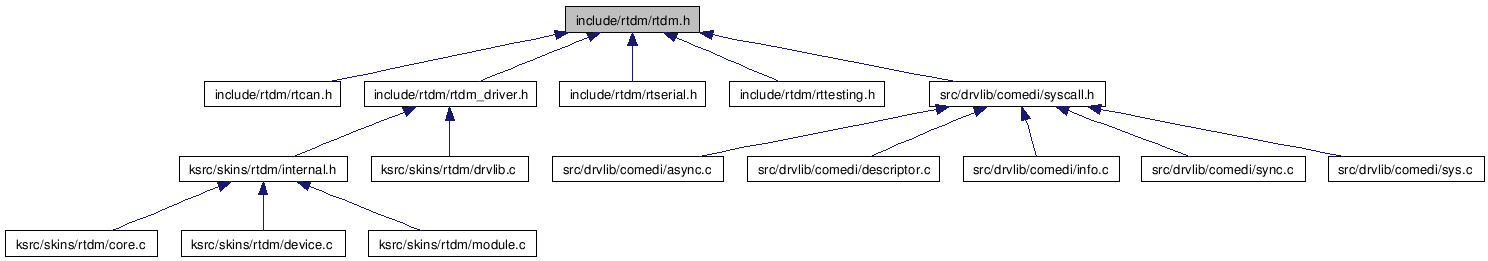 include/rtdm/rtdm.h
include/rtdm/rtcan.h
include/rtdm/rtdm_driver.h
include/rtdm/rtserial.h
include/rtdm/rttesting.h
src/drvlib/comedi/syscall.h
ksrc/skins/rtdm/internal.h
ksrc/skins/rtdm/drvlib.c
src/drvlib/comedi/async.c
src/drvlib/comedi/descriptor.c
src/drvlib/comedi/info.c
src/drvlib/comedi/sync.c
src/drvlib/comedi/sys.c
ksrc/skins/rtdm/core.c
ksrc/skins/rtdm/device.c
ksrc/skins/rtdm/module.c